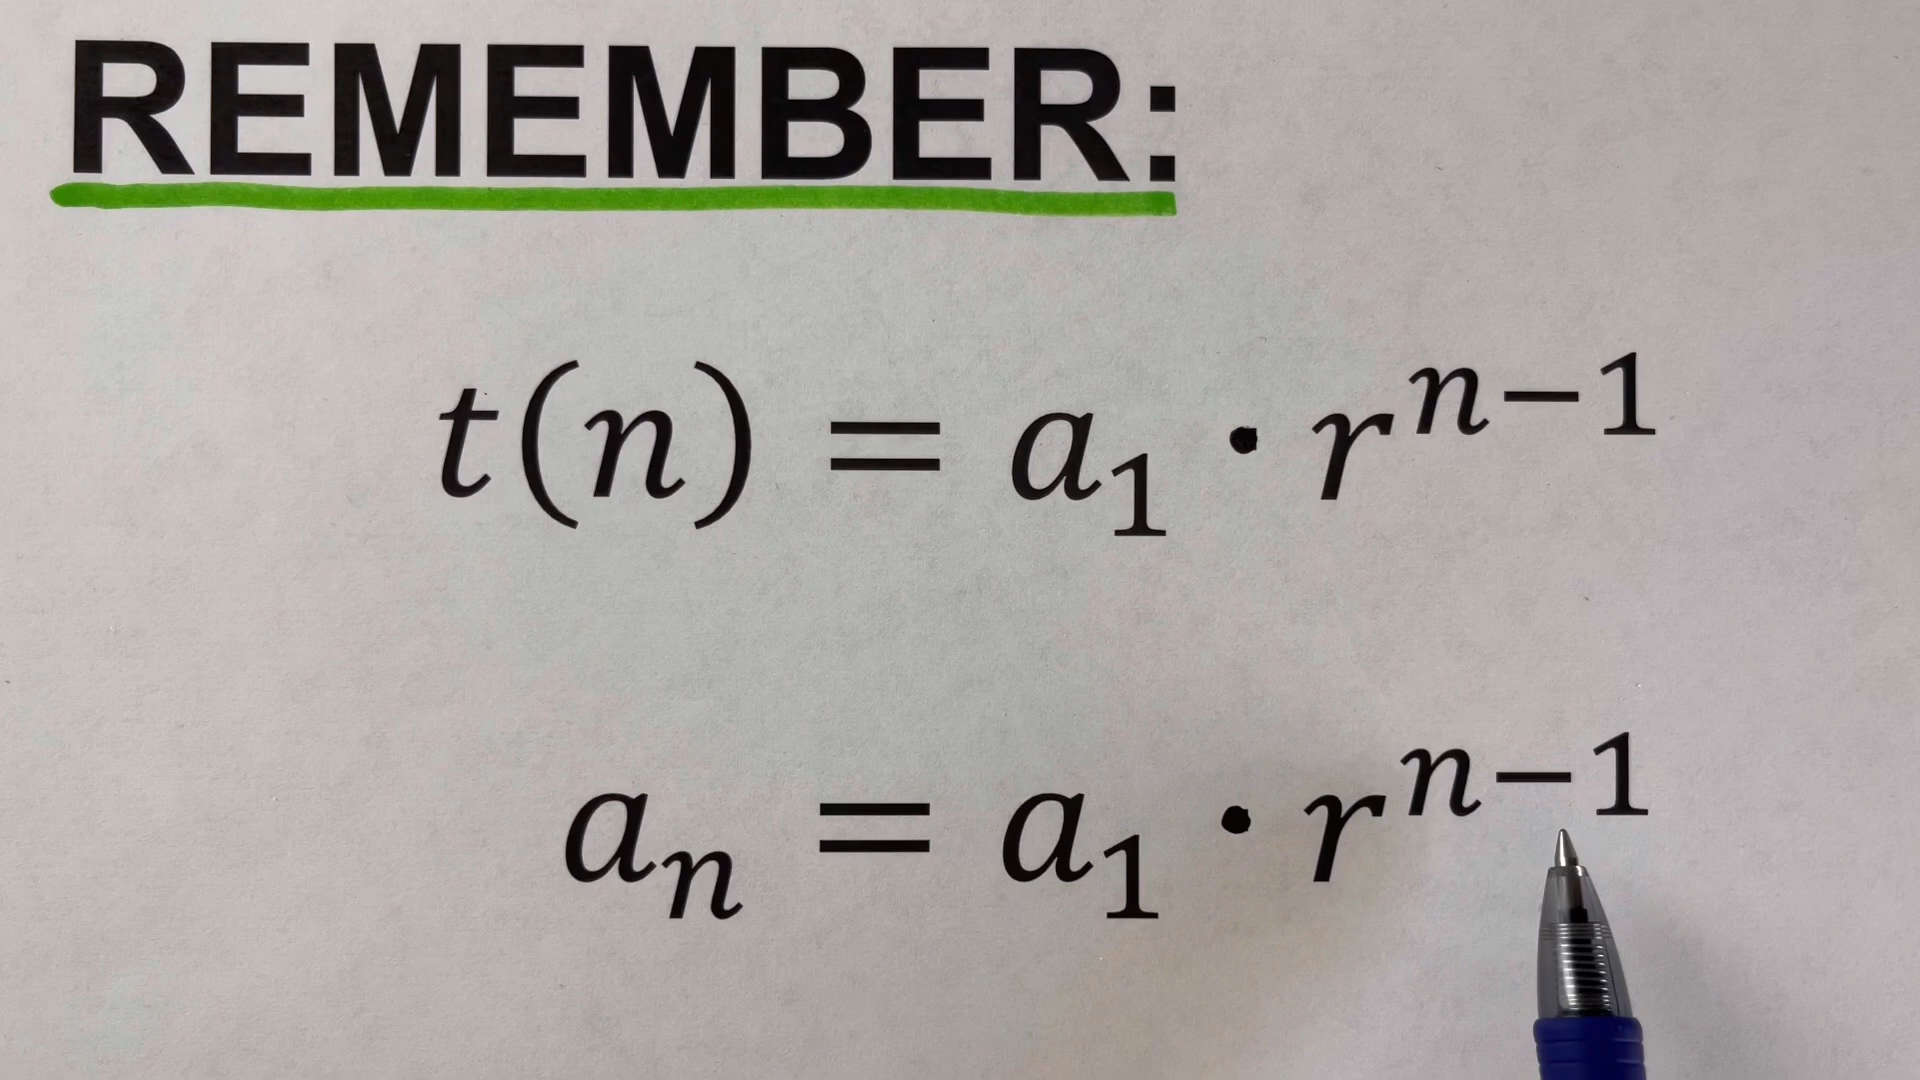 REMEMBER:
t(n) = a₁ · rⁿ⁻¹
aₙ = a₁ · rⁿ⁻¹